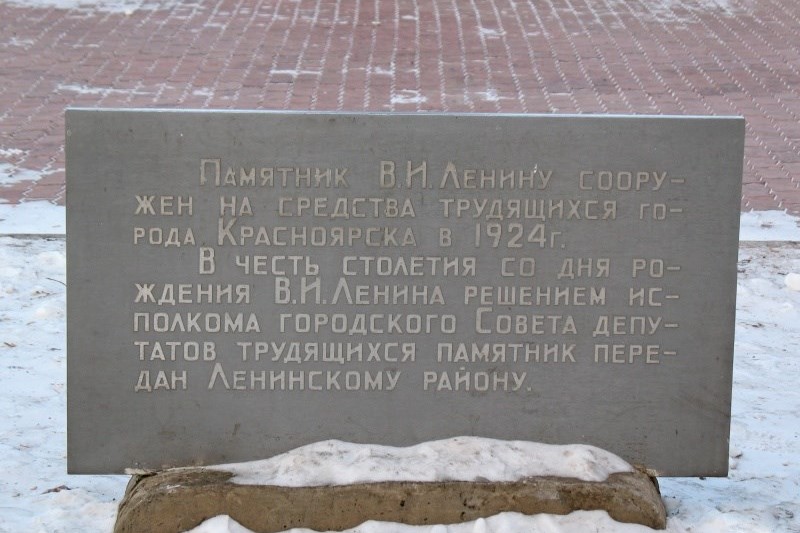 Памятник В.И.Ленину соору-
жен на средства трудящихся го-
рода Красноярска в 1924г.
В честь столетия со дня ро-
ждения В.И.Ленина решением ис-
полкома городского Совета депу-
татов трудящихся памятник пере-
дан Ленинскому району.